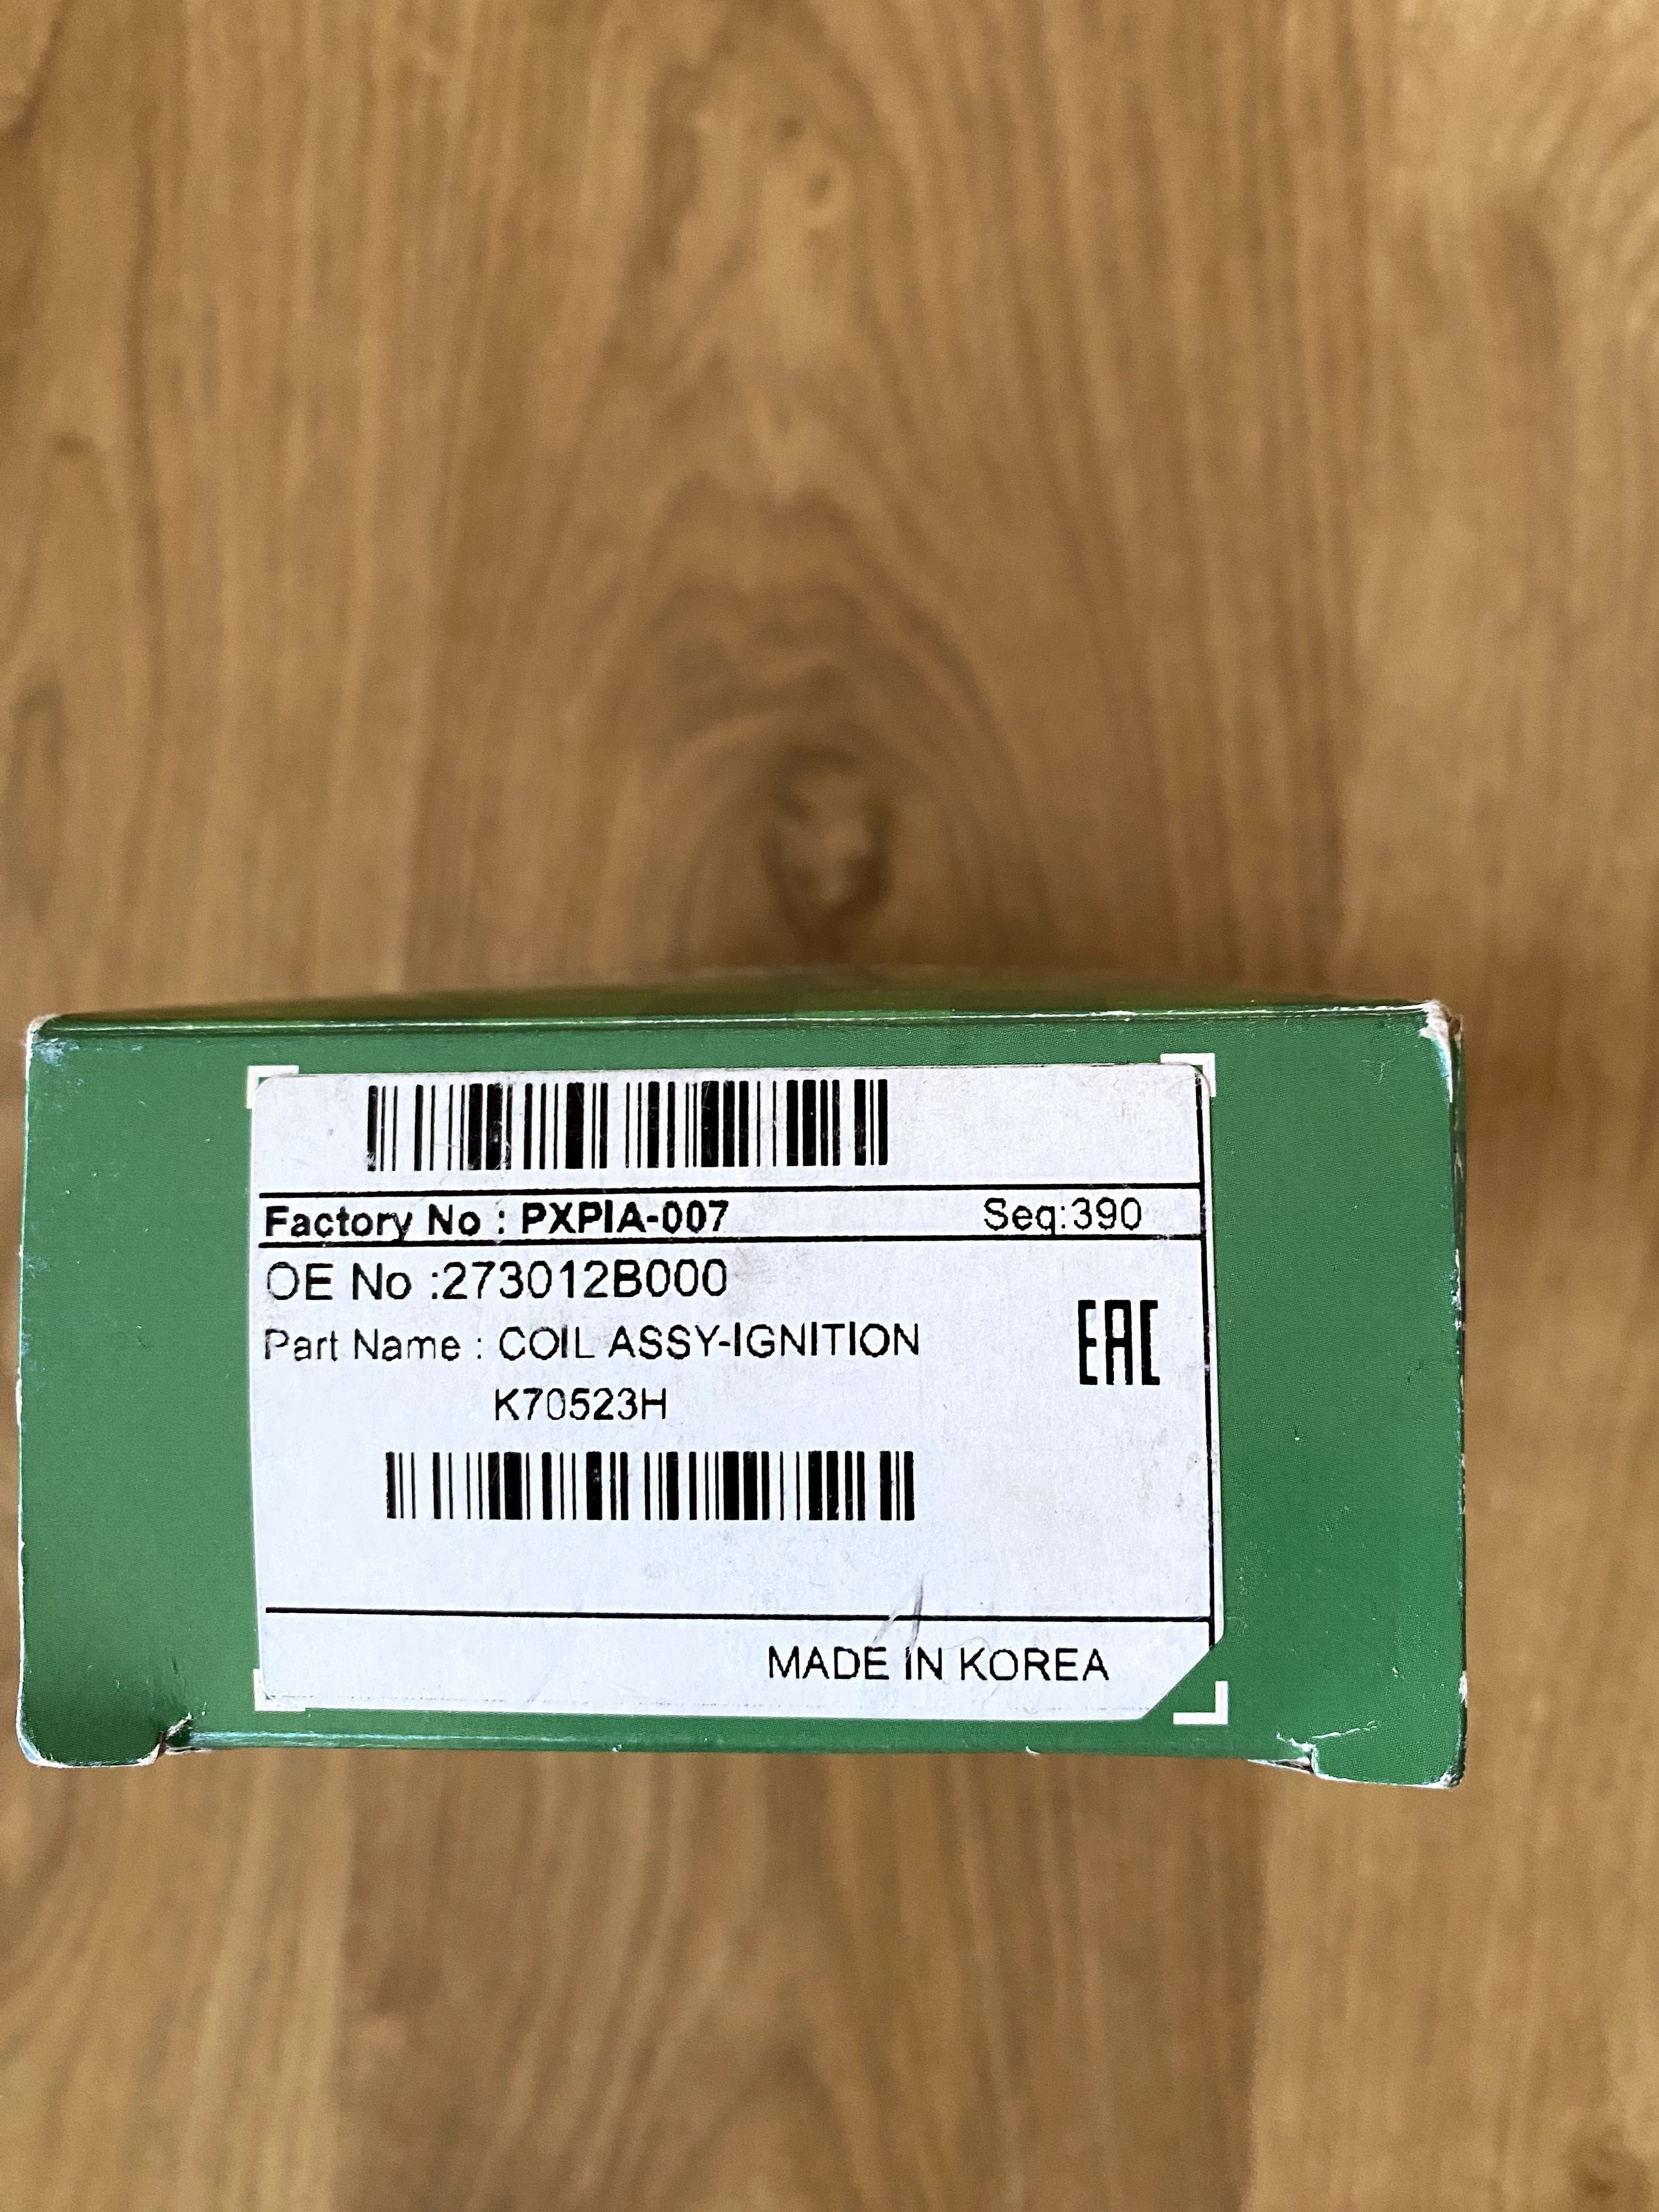 Factory No : PXPIA-007 Seq:390
OE No :273012B000
Part Name : COIL ASSY-IGNITION
EAC
K70523H
MADE IN KOREA